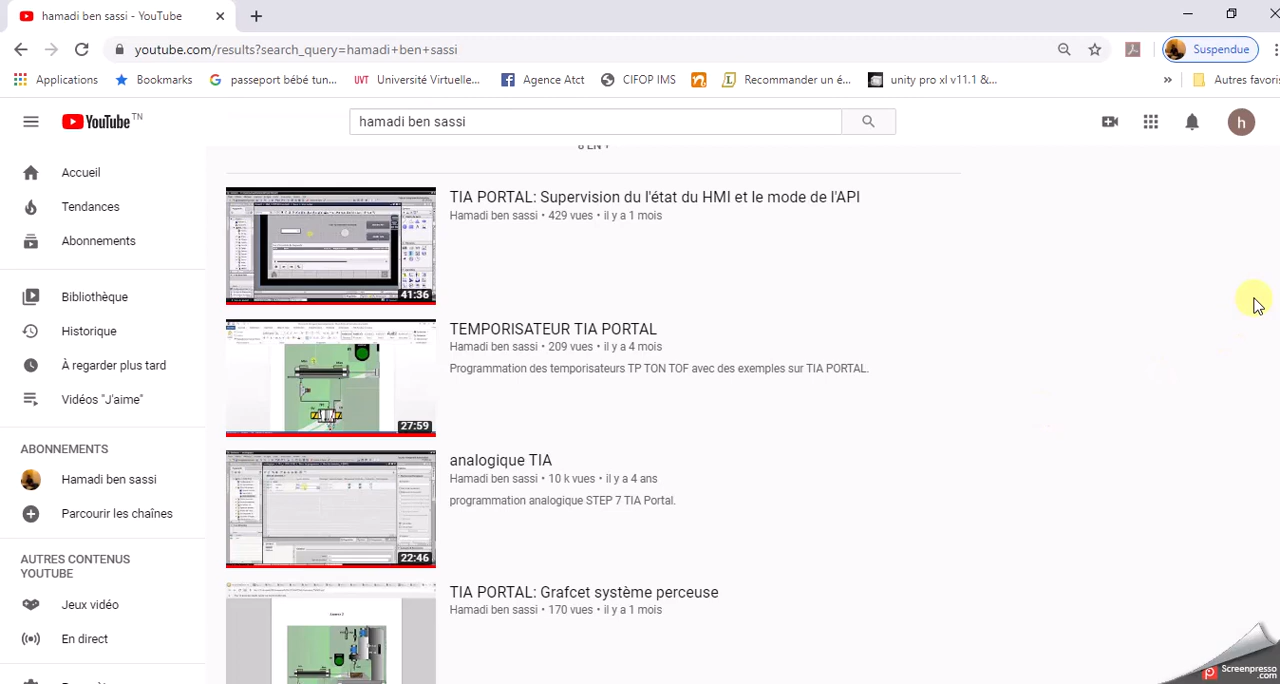 hamadi ben sassi - YouTube
youtube.com/results?search_query=hamadi+ben+sassi
Suspendue
Applications
Bookmarks
passeport bébé tun...
UVT Université Virtuelle...
Agence Atct
CIFOP IMS
Recommander un é...
unity pro xl v11.1 &...
»
Autres favoris
YouTube TN
hamadi ben sassi
h
Accueil
Tendances
Abonnements
Bibliothèque
Historique
À regarder plus tard
Vidéos "J'aime"
ABONNEMENTS
Hamadi ben sassi
Parcourir les chaînes
AUTRES CONTENUS
YOUTUBE
Jeux vidéo
En direct
TIA PORTAL: Supervision du l'état du HMI et le mode de l'API
Hamadi ben sassi • 429 vues • il y a 1 mois
41:36
TEMPORISATEUR TIA PORTAL
Hamadi ben sassi • 209 vues • il y a 4 mois
Programmation des temporisateurs TP TON TOF avec des exemples sur TIA PORTAL.
27:59
analogique TIA
Hamadi ben sassi • 10 k vues • il y a 4 ans
programmation analogique STEP 7 TIA Portal.
22:46
TIA PORTAL: Grafcet système perceuse
Hamadi ben sassi • 170 vues • il y a 1 mois
Screenpresso
.com